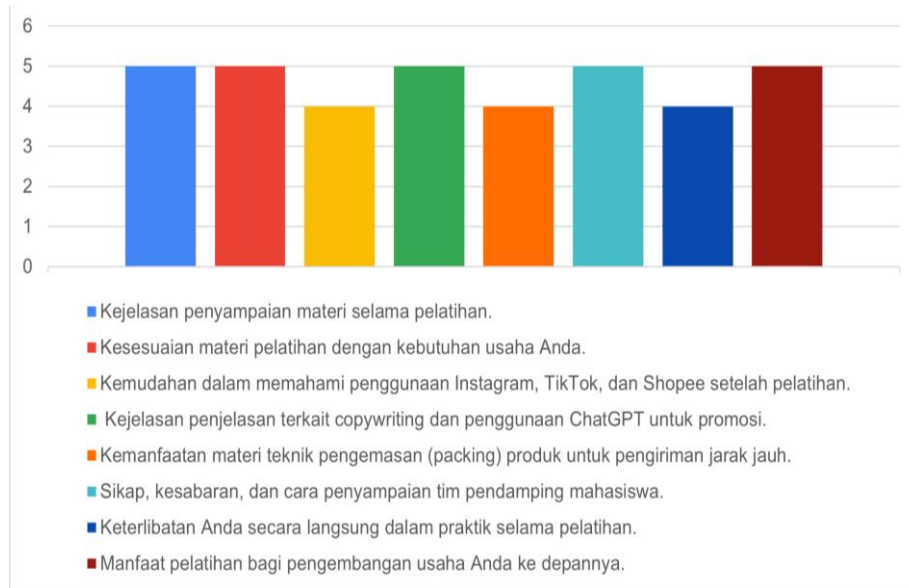 6
5
4
3
2
1
0
Kejelasan penyampaian materi selama pelatihan.
Kesesuaian materi pelatihan dengan kebutuhan usaha Anda.
Kemudahan dalam memahami penggunaan Instagram, TikTok, dan Shopee setelah pelatihan.
Kejelasan penjelasan terkait copywriting dan penggunaan ChatGPT untuk promosi.
Kemanfaatan materi teknik pengemasan (packing) produk untuk pengiriman jarak jauh.
Sikap, kesabaran, dan cara penyampaian tim pendamping mahasiswa.
Keterlibatan Anda secara langsung dalam praktik selama pelatihan.
Manfaat pelatihan bagi pengembangan usaha Anda ke depannya.